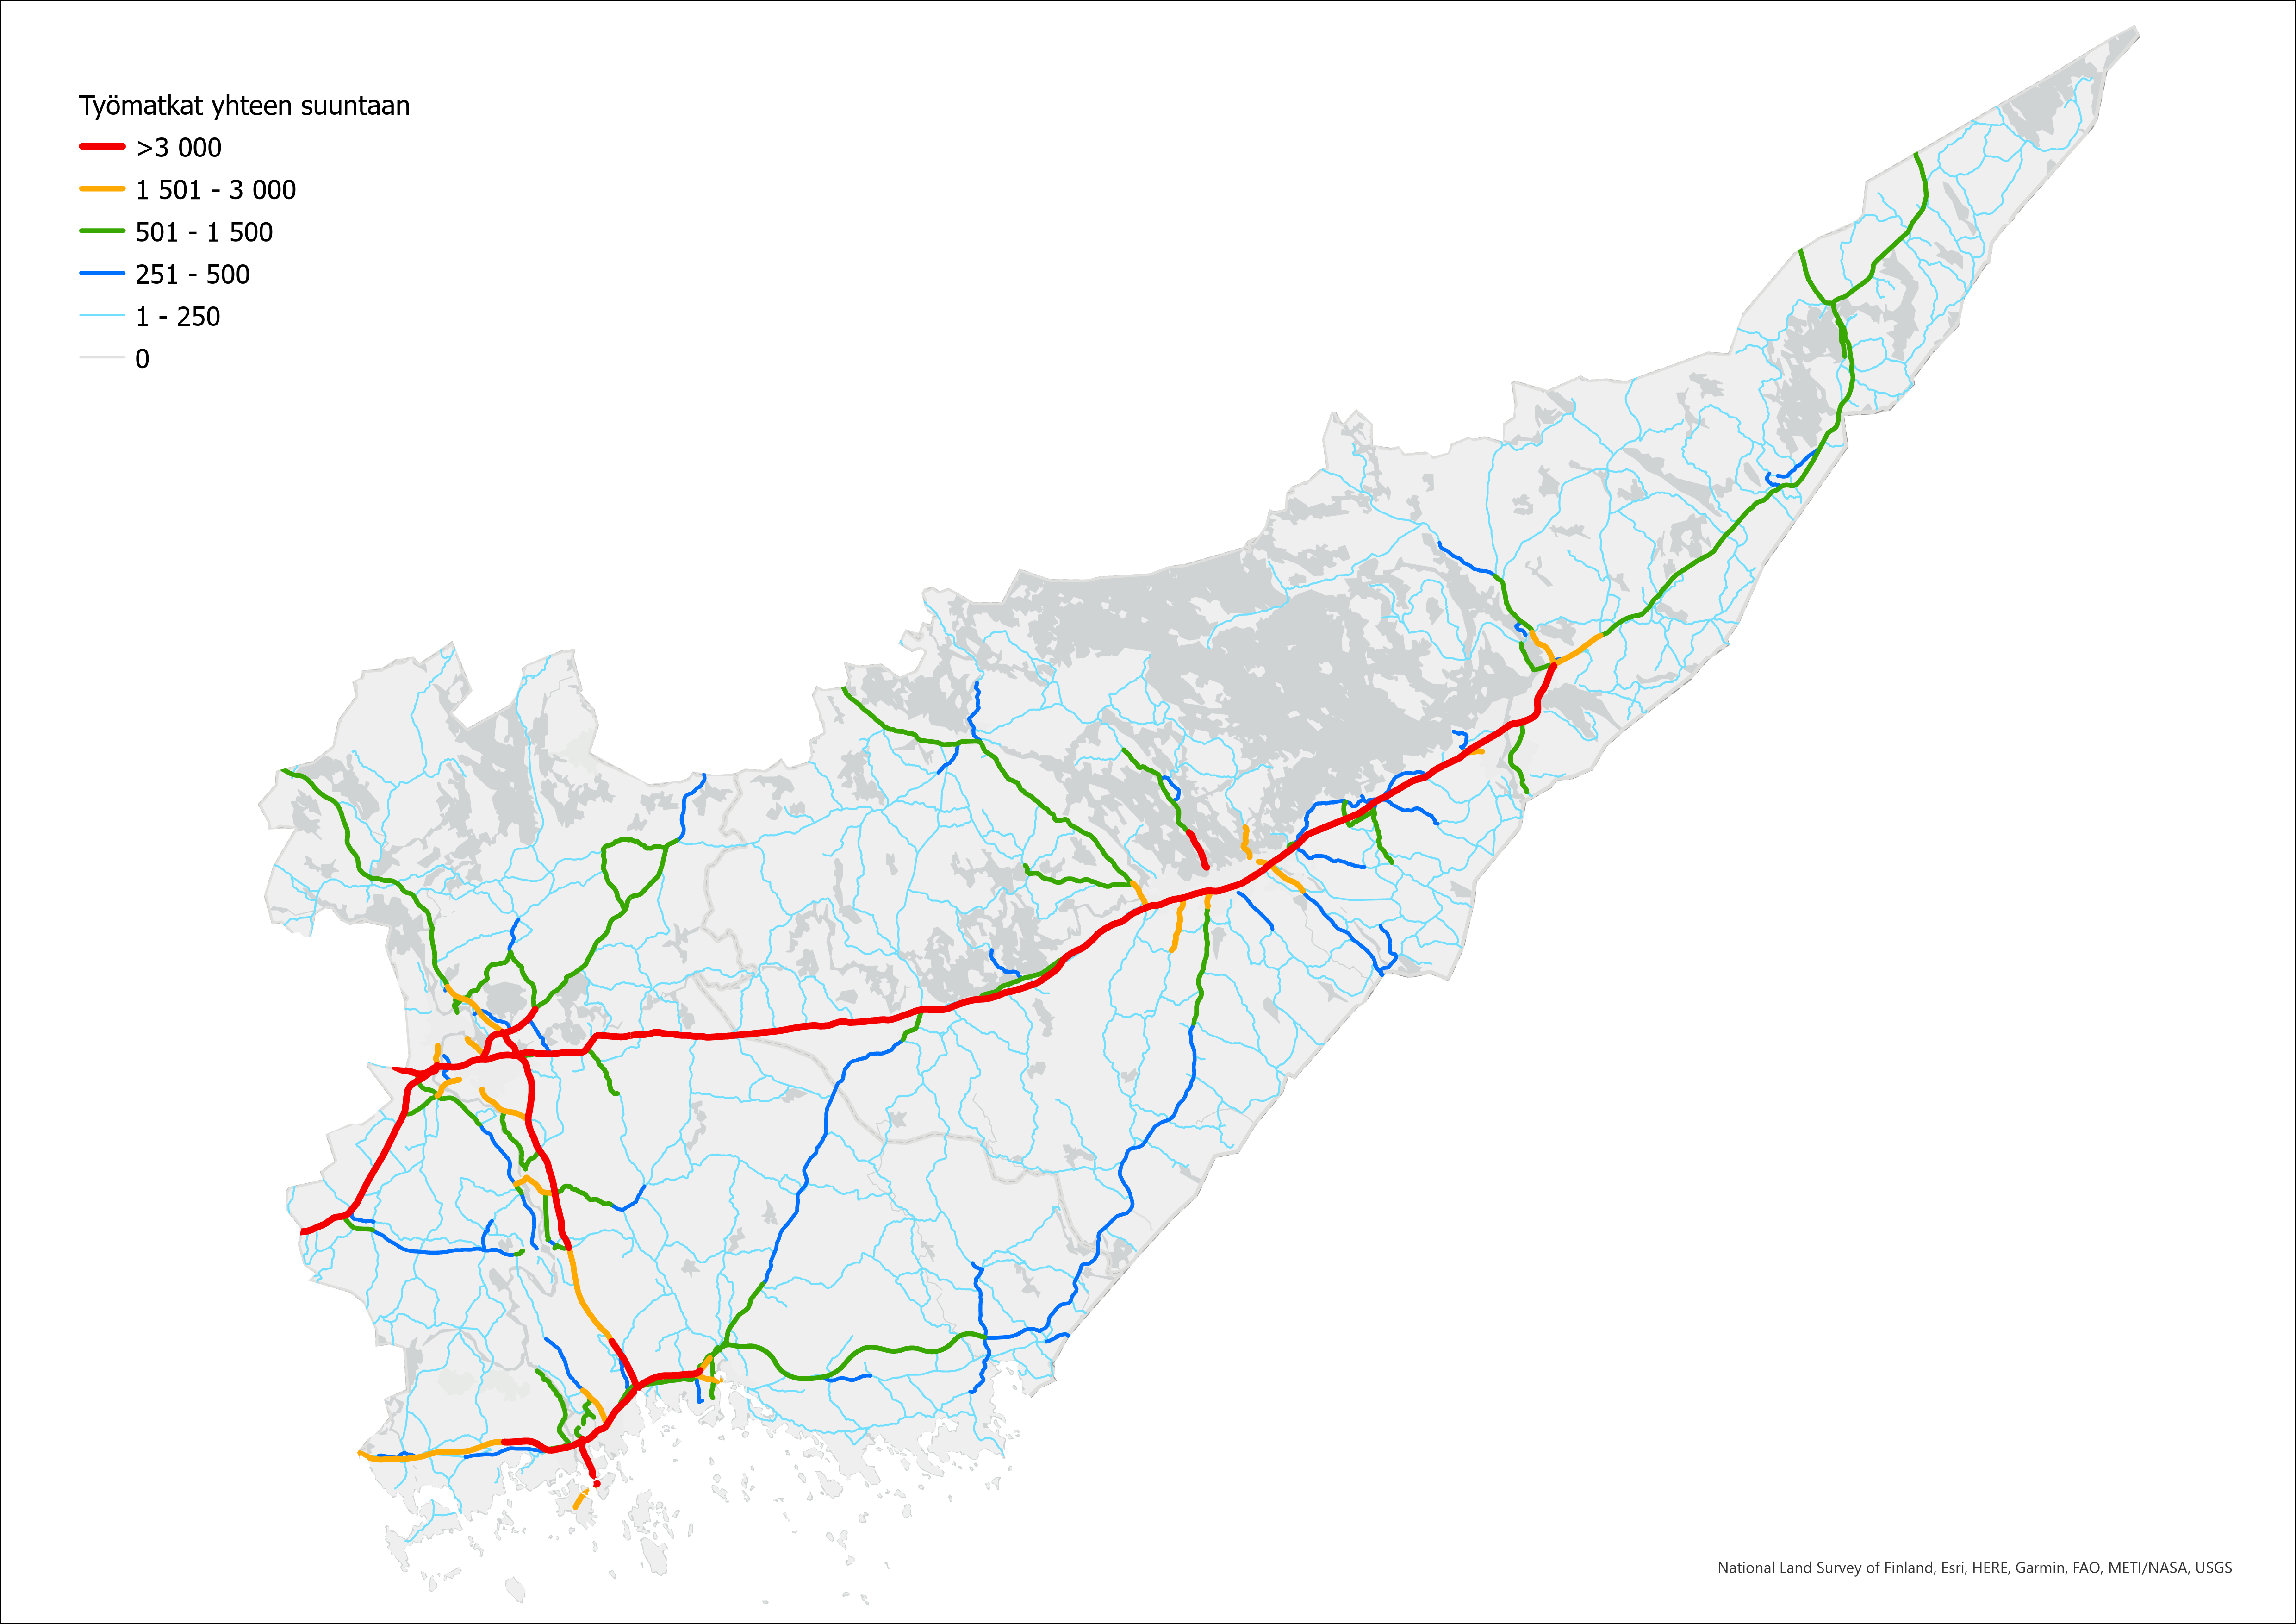 Työmatkat yhteen suuntaan
>3 000
1 501 - 3 000
501 - 1 500
251 - 500
1 - 250
0
National Land Survey of Finland, Esri, HERE, Garmin, FAO, METI/NASA, USGS